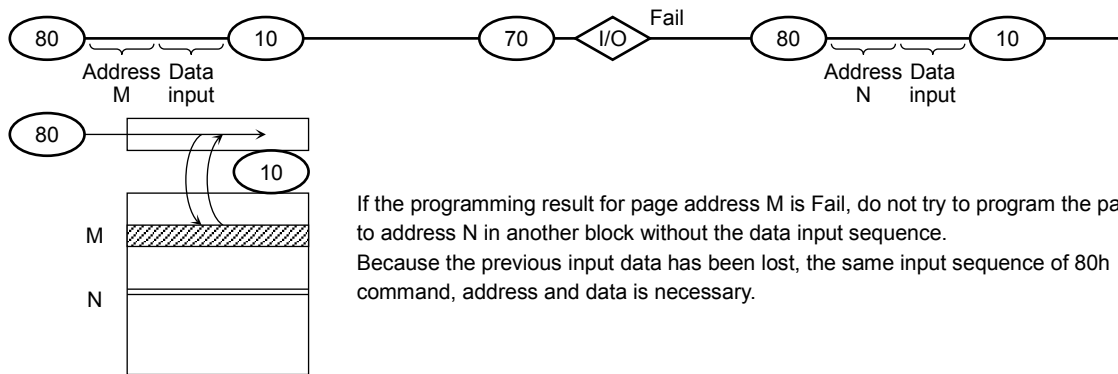 80 10 70 I/O Fail 80 10
Address Data Address Data
M input N input
80
10
M
N
If the programming result for page address M is Fail, do not try to program the
to address N in another block without the data input sequence.
Because the previous input data has been lost, the same input sequence of 80h
command, address and data is necessary.